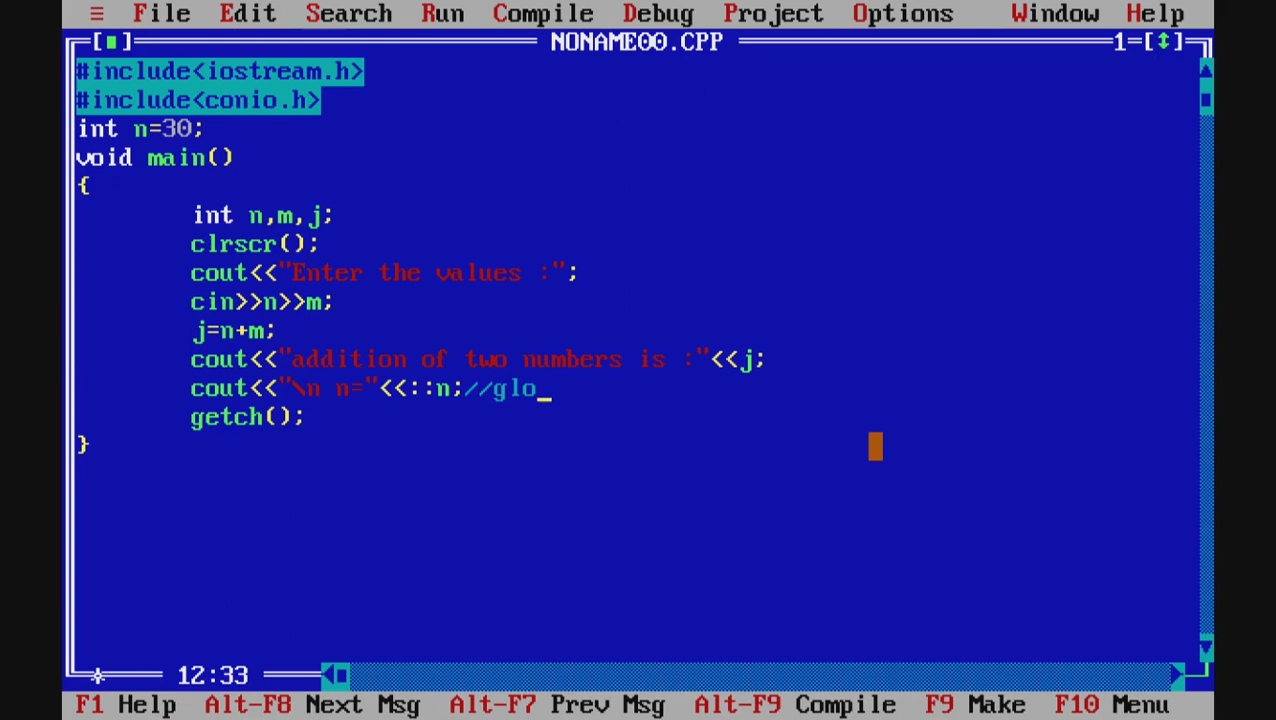 ≡ File Edit Search Run Compile Debug Project Options Window Help
[■] NONAME00.CPP 1=[↕]
#include<iostream.h>
#include<conio.h>
int n=30;
void main()
{
int n,m,j;
clrscr();
cout<<"Enter the values :";
cin>>n>>m;
j=n+m;
cout<<"addition of two numbers is :"<<j;
cout<<"\n n="<<::n;//glo_
getch();
}
12:33
F1 Help Alt-F8 Next Msg Alt-F7 Prev Msg Alt-F9 Compile F9 Make F10 Menu